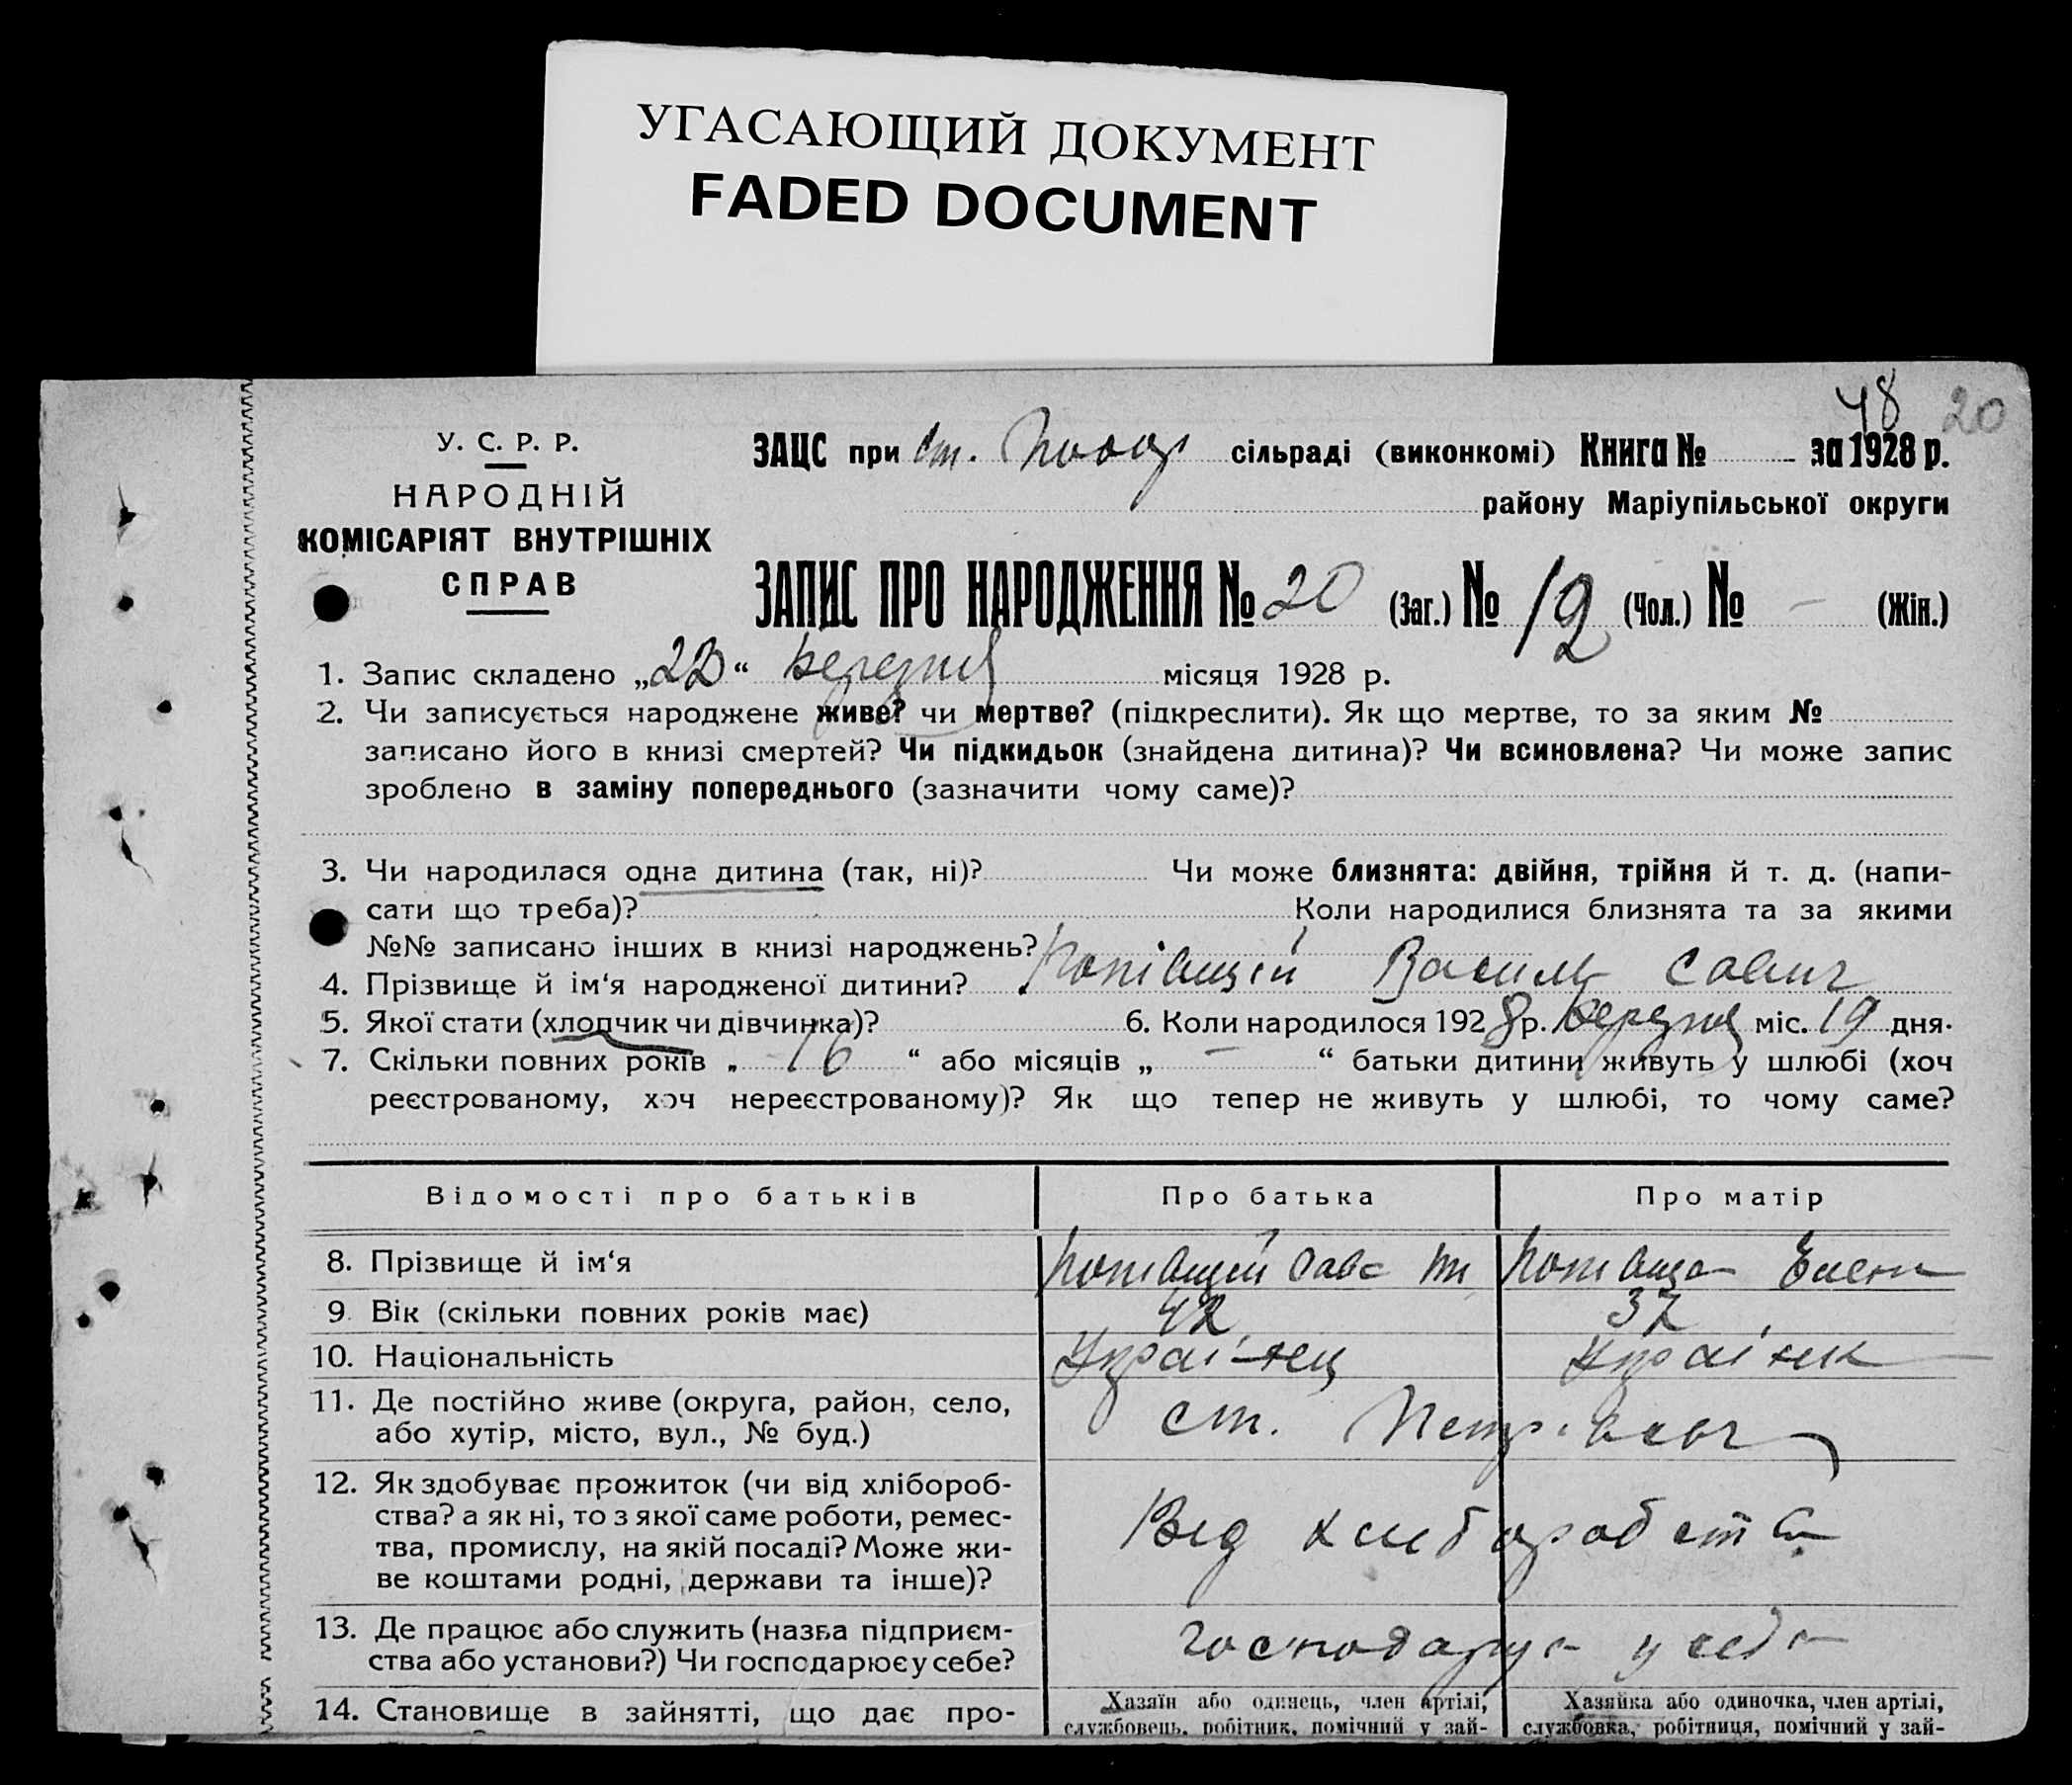 УГАСАЮЩИЙ ДОКУМЕНТ
FADED DOCUMENT
48 20
У. С. Р. Р.
НАРОДНІЙ
КОМІСАРІЯТ ВНУТРІШНІХ
СПРАВ
ЗАЦС при ст. сільраді (виконкомі) Книга № за 1928 р.
району Маріупільської округи
ЗАПИС ПРО НАРОДЖЕННЯ № 20 (Заг.) № 12 (Чол.) № - (Жін.)
1. Запис складено „ “ березня місяця 1928 р.
2. Чи записується народжене живе? чи мертве? (підкреслити). Як що мертве, то за яким №
записано його в книзі смертей? Чи підкидьок (знайдена дитина)? Чи всиновлена? Чи може запис
зроблено в заміну попереднього (зазначити чому саме)?
3. Чи народилася одна дитина (так, ні)? Чи може близнята: двійня, трійня й т. д. (напи-
сати що треба)? Коли народилися близнята та за якими
№№ записано інших в книзі народжень?
4. Прізвище й ім‘я народженої дитини? Василь Савич
5. Якої стати (хлопчик чи дівчинка)? 6. Коли народилося 1928 р. березня міс. 19 дня.
7. Скільки повних років „ 16 “ або місяців „ - “ батьки дитини живуть у шлюбі (хоч
реєстрованому, хоч нереєстрованому)? Як що тепер не живуть у шлюбі, то чому саме?
Відомості про батьків Про батька Про матір
8. Прізвище й ім‘я Сава
9. Вік (скільки повних років має) 42 37
10. Національність Українец Українк
11. Де постійно живе (округа, район, село,
або хутір, місто, вул., № буд.) ст.
12. Як здобуває прожиток (чи від хлібороб-
ства? а як ні, то з якої саме роботи, ремес-
тва, промислу, на якій посаді? Може жи-
ве коштами родні, держави та інше)? Від
13. Де працює або служить (назва підприєм-
ства або установи?) Чи господарює у себе? у себе
14. Становище в зайнятті, що дає про-
Хазяїн або одинець, член артілі,
службовець, робітник, помічний у зай-
Хазяйка або одиночка, член артілі,
службовка, робітниця, помічний у зай-